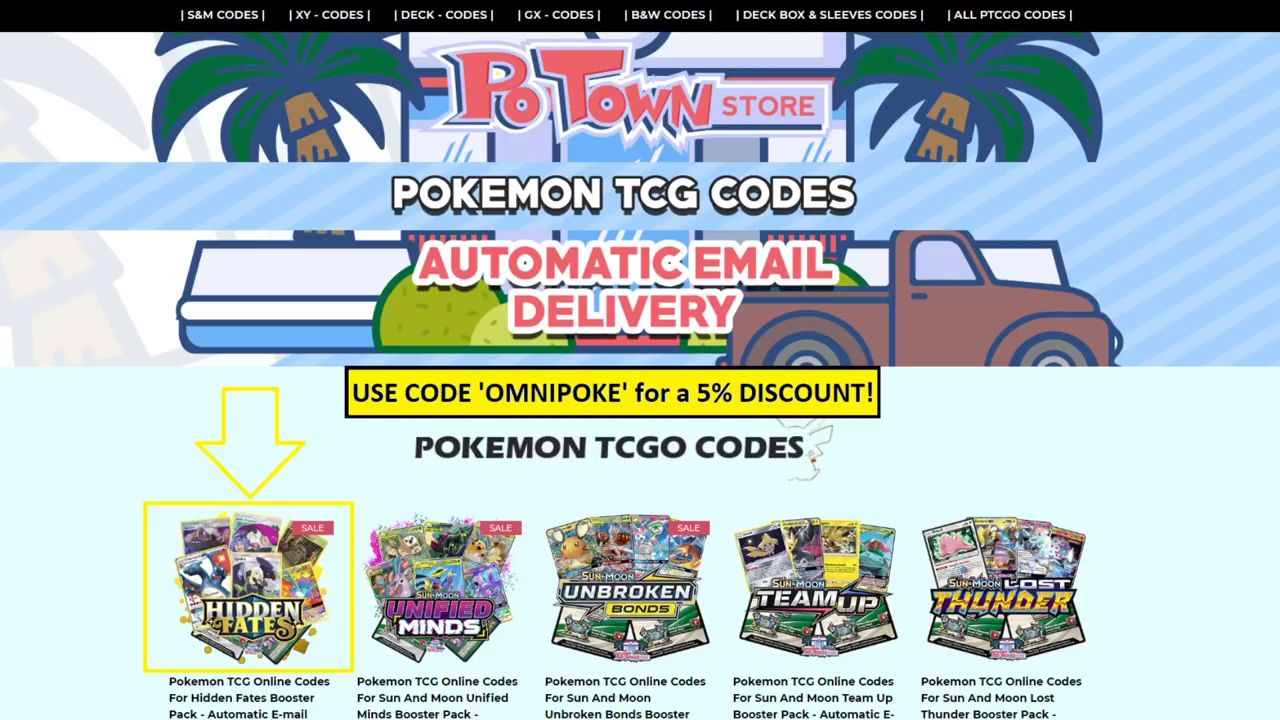 | S&M CODES | | XY - CODES | | DECK - CODES | | GX - CODES | | B&W CODES | | DECK BOX & SLEEVES CODES | | ALL PTCGO CODES |
PO TOWN STORE
POKEMON TCG CODES
AUTOMATIC EMAIL
DELIVERY
USE CODE 'OMNIPOKE' for a 5% DISCOUNT!
POKEMON TCGO CODES
SALE SALE SALE
HIDDEN
FATES
SUN & MOON
UNIFIED
MINDS
SUN & MOON
UNBROKEN
BONDS
SUN & MOON
TEAM UP
SUN & MOON
LOST
THUNDER
Pokemon TCG Online Codes
For Hidden Fates Booster
Pack - Automatic E-mail
Pokemon TCG Online Codes
For Sun And Moon Unified
Minds Booster Pack -
Pokemon TCG Online Codes
For Sun And Moon
Unbroken Bonds Booster
Pokemon TCG Online Codes
For Sun And Moon Team Up
Booster Pack - Automatic E-
Pokemon TCG Online Codes
For Sun And Moon Lost
Thunder Booster Pack -